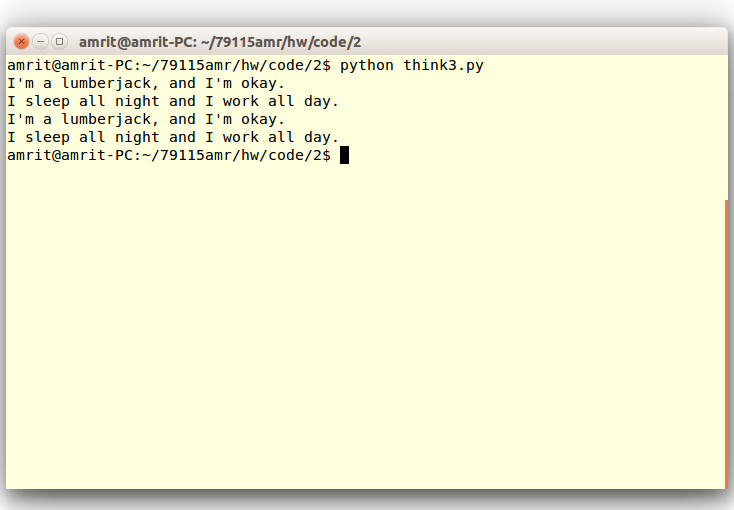 amrit@amrit-PC: ~/79115amr/hw/code/2
amrit@amrit-PC:~/79115amr/hw/code/2$ python think3.py
I'm a lumberjack, and I'm okay.
I sleep all night and I work all day.
I'm a lumberjack, and I'm okay.
I sleep all night and I work all day.
amrit@amrit-PC:~/79115amr/hw/code/2$